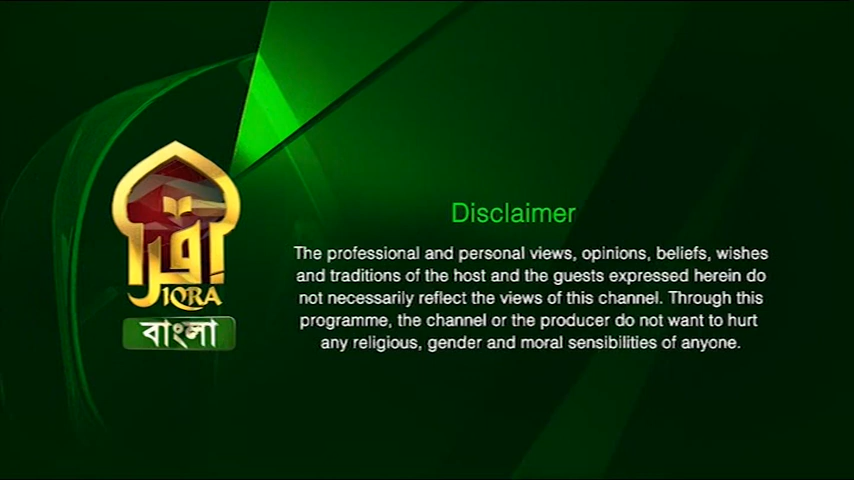 Disclaimer
The professional and personal views, opinions, beliefs, wishes
and traditions of the host and the guests expressed herein do
not necessarily reflect the views of this channel. Through this
programme, the channel or the producer do not want to hurt
any religious, gender and moral sensibilities of anyone.
اقرأ
IQRA
বাংলা